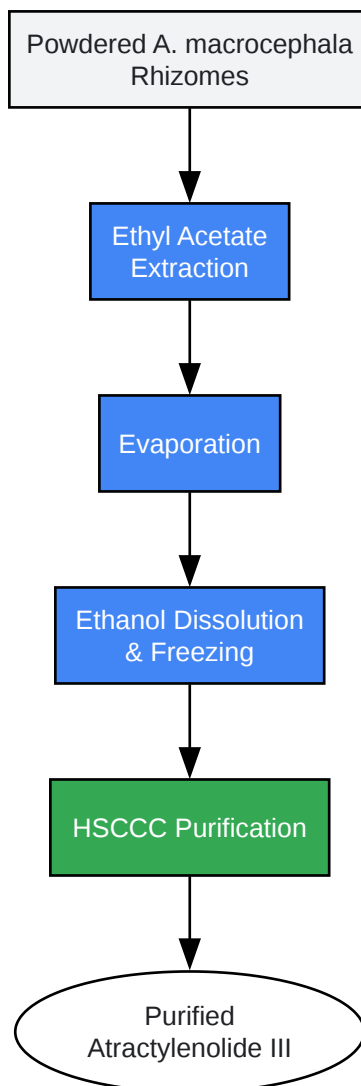 Powdered A. macrocephala
Rhizomes
Ethyl Acetate
Extraction
Evaporation
Ethanol Dissolution
& Freezing
HSCCC Purification
Purified
Atractylenolide III